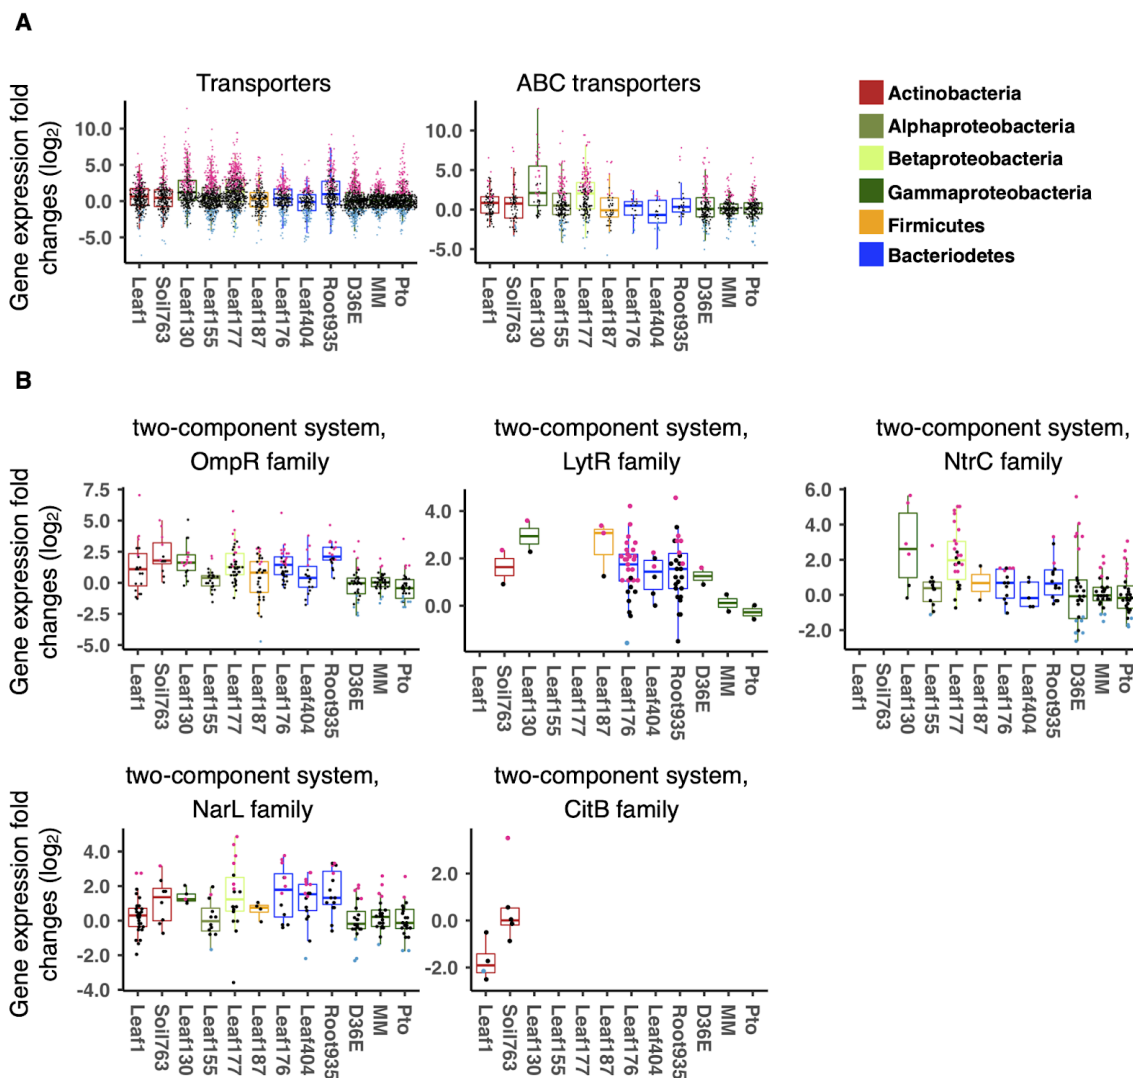 A
Transporters
ABC transporters
Gene expression fold
changes (log2)
10.0
5.0
0.0
-5.0
10.0
5.0
0.0
-5.0
Leaf1
Soil763
Leaf130
Leaf155
Leaf177
Leaf187
Leaf176
Leaf404
Root935
D36E
MM
Pto
Leaf1
Soil763
Leaf130
Leaf155
Leaf177
Leaf187
Leaf176
Leaf404
Root935
D36E
MM
Pto
Actinobacteria
Alphaproteobacteria
Betaproteobacteria
Gammaproteobacteria
Firmicutes
Bacteriodetes
B
two-component system,
OmpR family
two-component system,
LytR family
two-component system,
NtrC family
Gene expression fold
changes (log2)
7.5
5.0
2.5
0.0
-2.5
-5.0
4.0
2.0
0.0
6.0
4.0
2.0
0.0
-2.0
Leaf1
Soil763
Leaf130
Leaf155
Leaf177
Leaf187
Leaf176
Leaf404
Root935
D36E
MM
Pto
Leaf1
Soil763
Leaf130
Leaf155
Leaf177
Leaf187
Leaf176
Leaf404
Root935
D36E
MM
Pto
Leaf1
Soil763
Leaf130
Leaf155
Leaf177
Leaf187
Leaf176
Leaf404
Root935
D36E
MM
Pto
two-component system,
NarL family
two-component system,
CitB family
Gene expression fold
changes (log2)
4.0
2.0
0.0
-2.0
-4.0
2.0
0.0
-2.0
Leaf1
Soil763
Leaf130
Leaf155
Leaf177
Leaf187
Leaf176
Leaf404
Root935
D36E
MM
Pto
Leaf1
Soil763
Leaf130
Leaf155
Leaf177
Leaf187
Leaf176
Leaf404
Root935
D36E
MM
Pto